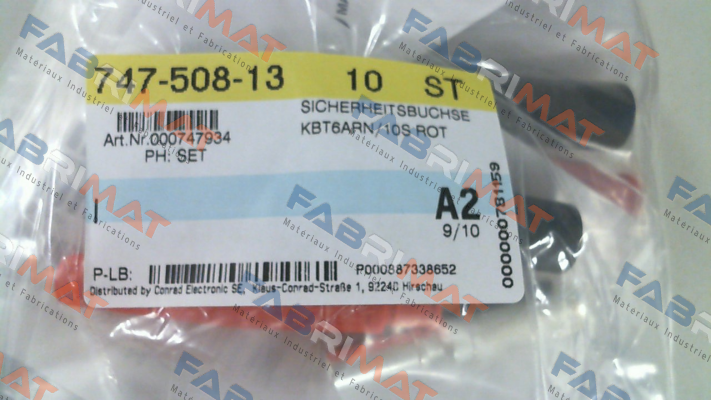 747-508-13 10 ST
SICHERHEITSBUCHSE
KBT6ARN/10S ROT
Art.Nr.000747934
PH: SET
A2
9/10
000000781159
P-LB: P000687338652
Distributed by Conrad Electronic SE, Klaus-Conrad-Straße 1, 92240 Hirschau
FABRIMAT
Materiaux Industriel et Fabrications